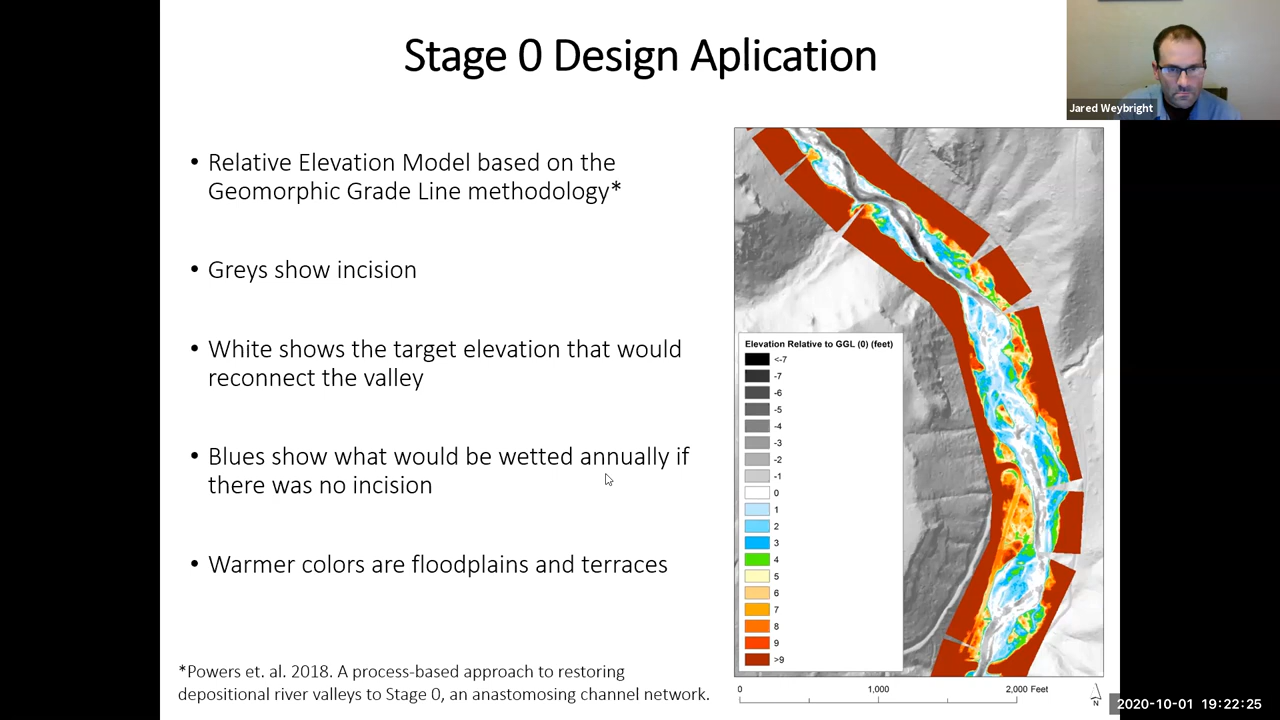 Stage 0 Design Aplication
Jared Weybright
• Relative Elevation Model based on the
Geomorphic Grade Line methodology*
• Greys show incision
• White shows the target elevation that would
reconnect the valley
• Blues show what would be wetted annually if
there was no incision
• Warmer colors are floodplains and terraces
*Powers et. al. 2018. A process-based approach to restoring
depositional river valleys to Stage 0, an anastomosing channel network.
Elevation Relative to GGL (0) (feet)
<-7
-7
-6
-5
-4
-3
-2
-1
0
1
2
3
4
5
6
7
8
9
>9
0 1,000 2,000 Feet
N
2020-10-01 19:22:25